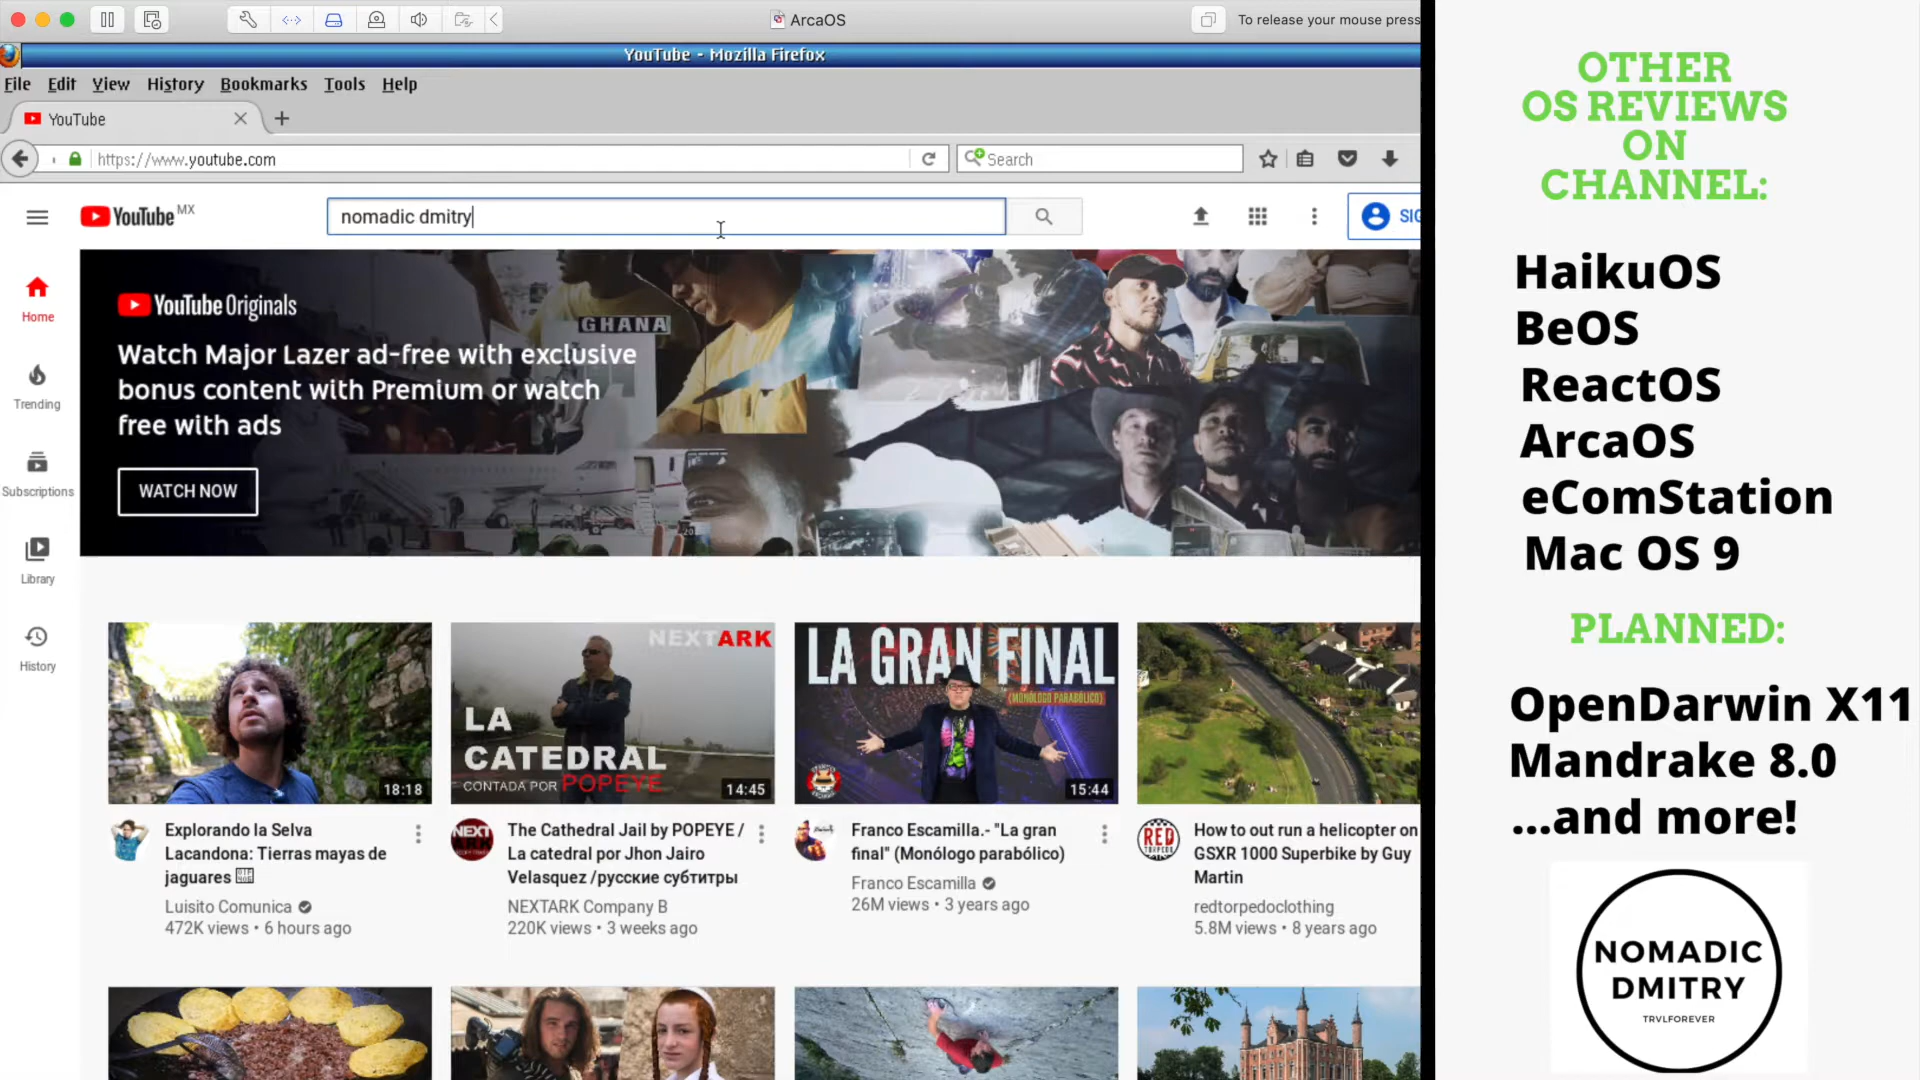 ArcaOS
To release your mouse press
YouTube - Mozilla Firefox
File Edit View History Bookmarks Tools Help
YouTube
https://www.youtube.com
Search
YouTube MX
nomadic dmitry
SIG
Home
Trending
Subscriptions
Library
History
YouTube Originals
Watch Major Lazer ad-free with exclusive
bonus content with Premium or watch
free with ads
WATCH NOW
GHANA
18:18
Explorando la Selva
Lacandona: Tierras mayas de
jaguares
Luisito Comunica
472K views • 6 hours ago
NEXTARK
LA
CATEDRAL
CONTADA POR POPEYE
14:45
NEXT
ARK
The Cathedral Jail by POPEYE /
La catedral por Jhon Jairo
Velasquez /русские субтитры
NEXTARK Company B
220K views • 3 weeks ago
LA GRAN FINAL
(MONÓLOGO PARABÓLICO)
15:44
Franco Escamilla.- "La gran
final" (Monólogo parabólico)
Franco Escamilla
26M views • 3 years ago
RED
TORPEDO
How to out run a helicopter on
GSXR 1000 Superbike by Guy
Martin
redtorpedoclothing
5.8M views • 8 years ago
OTHER
OS REVIEWS
ON
CHANNEL:
HaikuOS
BeOS
ReactOS
ArcaOS
eComStation
Mac OS 9
PLANNED:
OpenDarwin X11
Mandrake 8.0
...and more!
NOMADIC
DMITRY
TRVLFOREVER